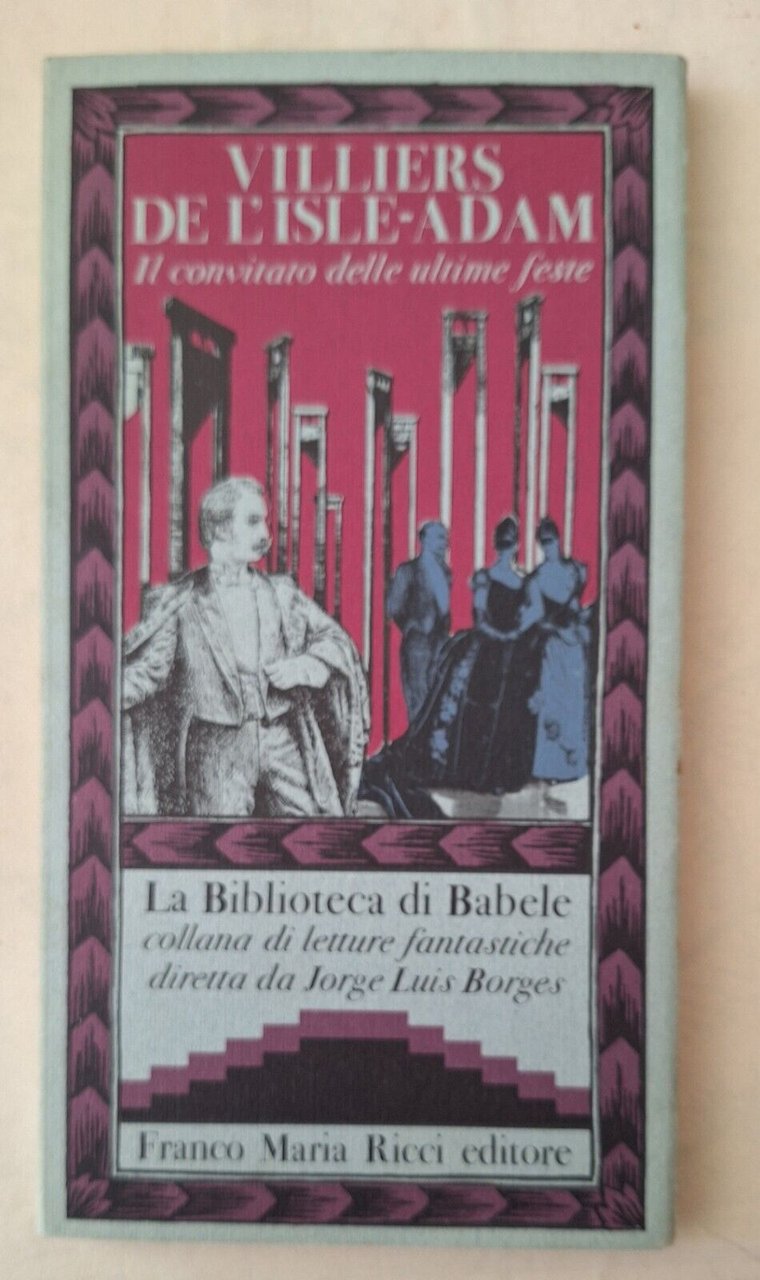 VILLIERS
DE L'ISLE-ADAM
Il convitato delle ultime feste
La Biblioteca di Babele
collana di letture fantastiche
diretta da Jorge Luis Borges
Franco Maria Ricci editore